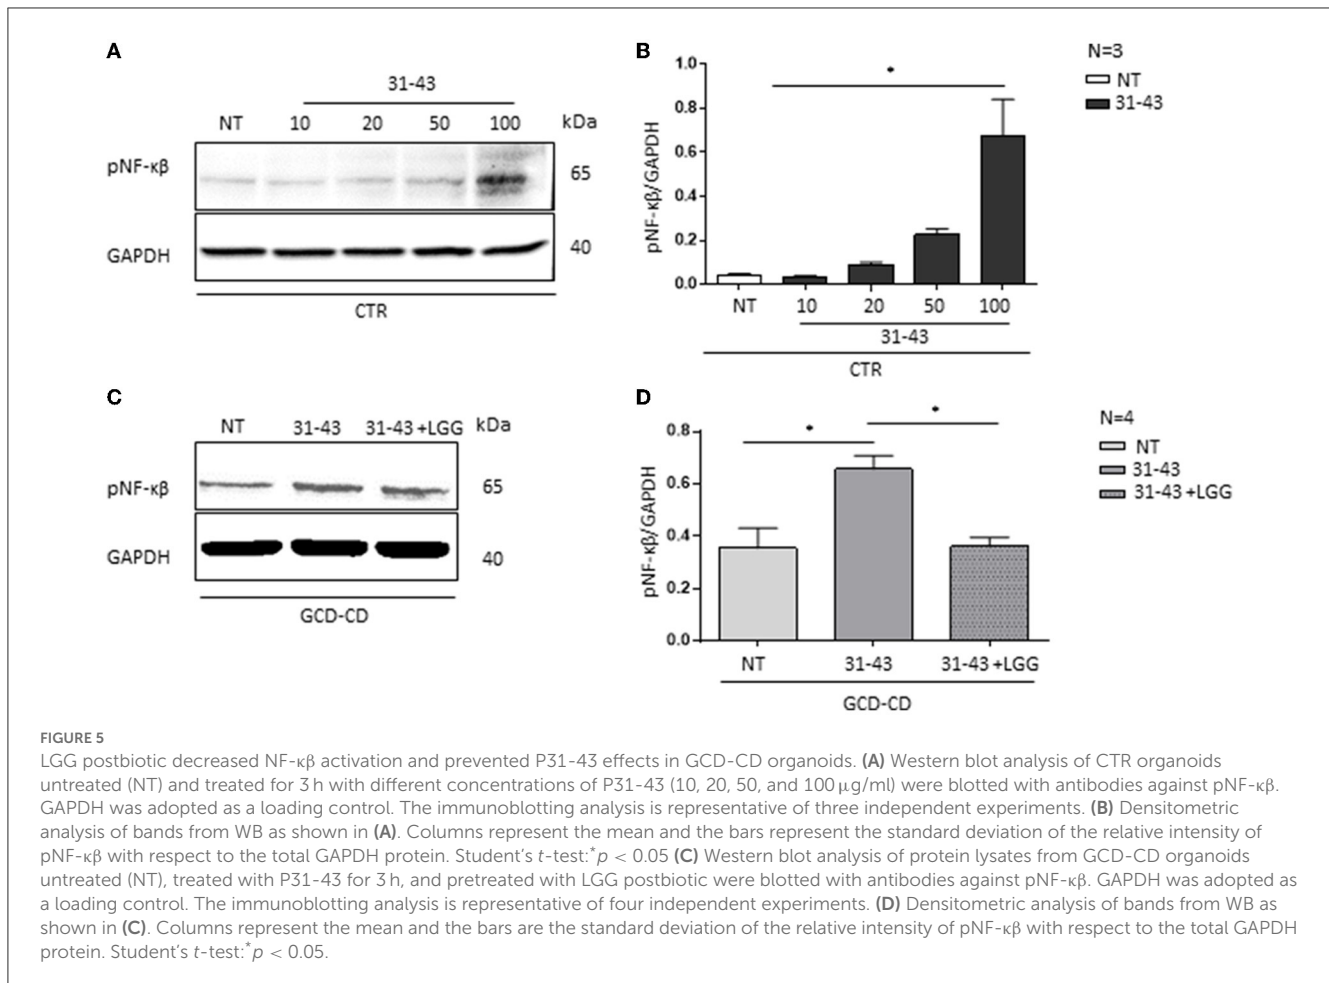 A
31-43
NT 10 20 50 100 kDa
pNF-κβ 65
GAPDH 40
CTR
B
N=3
NT
31-43
*
pNF-κβ/GAPDH
1.0
0.8
0.6
0.4
0.2
0.0
NT 10 20 50 100
31-43
CTR
C
NT 31-43 31-43 +LGG kDa
pNF-κβ 65
GAPDH 40
GCD-CD
D
N=4
NT
31-43
31-43 +LGG
* *
pNF-κβ/GAPDH
0.8
0.6
0.4
0.2
0.0
NT 31-43 31-43 +LGG
GCD-CD
FIGURE 5
LGG postbiotic decreased NF-κβ activation and prevented P31-43 effects in GCD-CD organoids. (A) Western blot analysis of CTR organoids
untreated (NT) and treated for 3 h with different concentrations of P31-43 (10, 20, 50, and 100 μg/ml) were blotted with antibodies against pNF-κβ.
GAPDH was adopted as a loading control. The immunoblotting analysis is representative of three independent experiments. (B) Densitometric
analysis of bands from WB as shown in (A). Columns represent the mean and the bars represent the standard deviation of the relative intensity of
pNF-κβ with respect to the total GAPDH protein. Student's t-test:*p < 0.05 (C) Western blot analysis of protein lysates from GCD-CD organoids
untreated (NT), treated with P31-43 for 3 h, and pretreated with LGG postbiotic were blotted with antibodies against pNF-κβ. GAPDH was adopted as
a loading control. The immunoblotting analysis is representative of four independent experiments. (D) Densitometric analysis of bands from WB as
shown in (C). Columns represent the mean and the bars are the standard deviation of the relative intensity of pNF-κβ with respect to the total GAPDH
protein. Student's t-test:*p < 0.05.